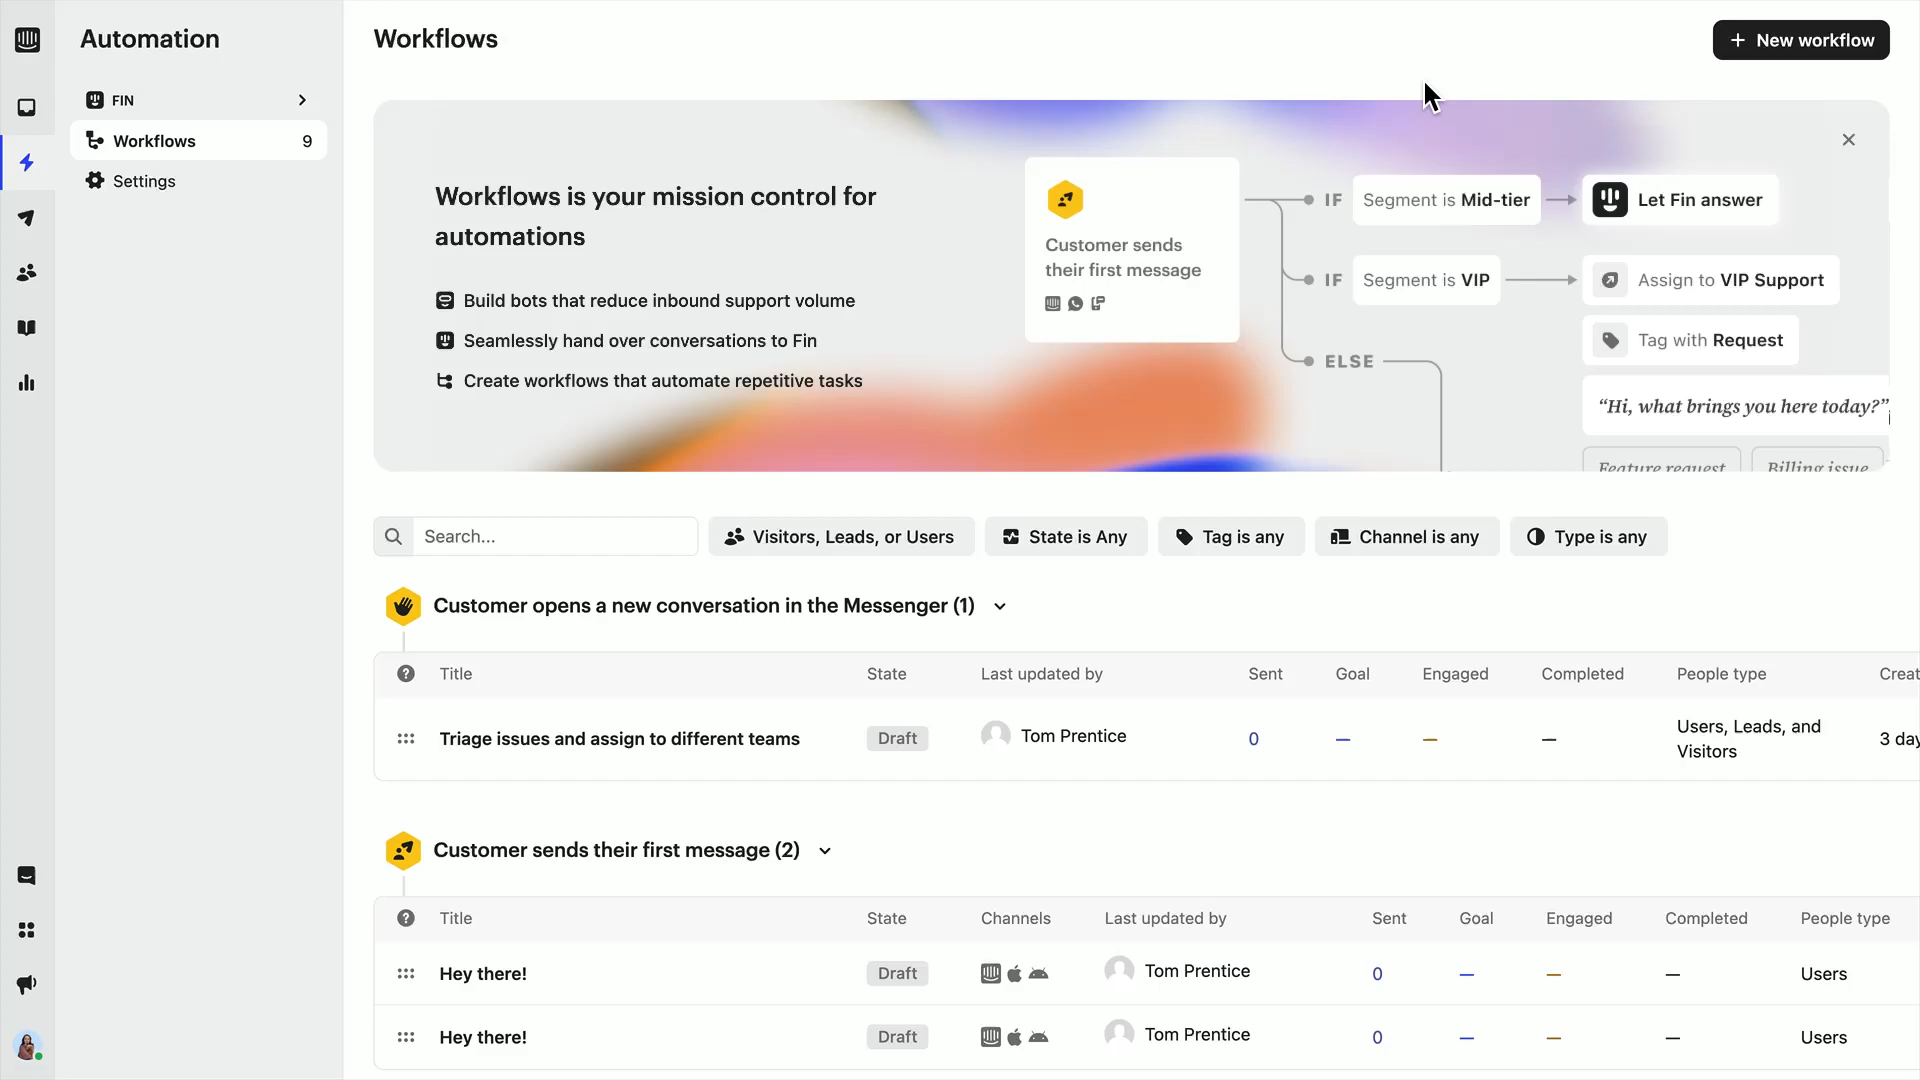 Automation
FIN
Workflows 9
Settings
Workflows
+ New workflow
Workflows is your mission control for
automations
Build bots that reduce inbound support volume
Seamlessly hand over conversations to Fin
Create workflows that automate repetitive tasks
Customer sends
their first message
IF Segment is Mid-tier Let Fin answer
IF Segment is VIP Assign to VIP Support
Tag with Request
ELSE
“Hi, what brings you here today?”
Feature request Billing issue
Search... Visitors, Leads, or Users State is Any Tag is any Channel is any Type is any
Customer opens a new conversation in the Messenger (1)
Title State Last updated by Sent Goal Engaged Completed People type Creat
Triage issues and assign to different teams Draft Tom Prentice 0 — — — Users, Leads, and
Visitors 3 day
Customer sends their first message (2)
Title State Channels Last updated by Sent Goal Engaged Completed People type
Hey there! Draft Tom Prentice 0 — — — Users
Hey there! Draft Tom Prentice 0 — — — Users